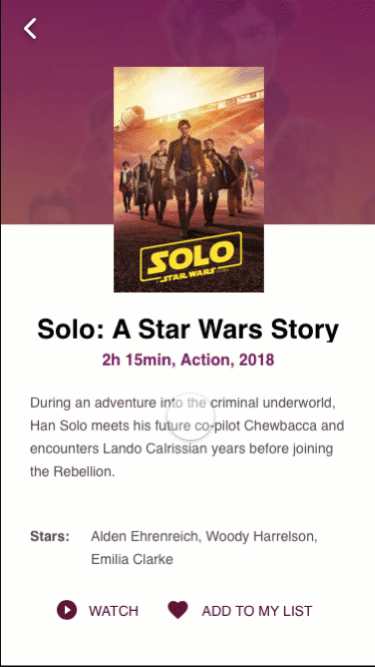 SOLO
A STAR WARS STORY
Solo: A Star Wars Story
2h 15min, Action, 2018
During an adventure into the criminal underworld,
Han Solo meets his future co-pilot Chewbacca and
encounters Lando Calrissian years before joining
the Rebellion.
Stars: Alden Ehrenreich, Woody Harrelson,
Emilia Clarke
WATCH ADD TO MY LIST